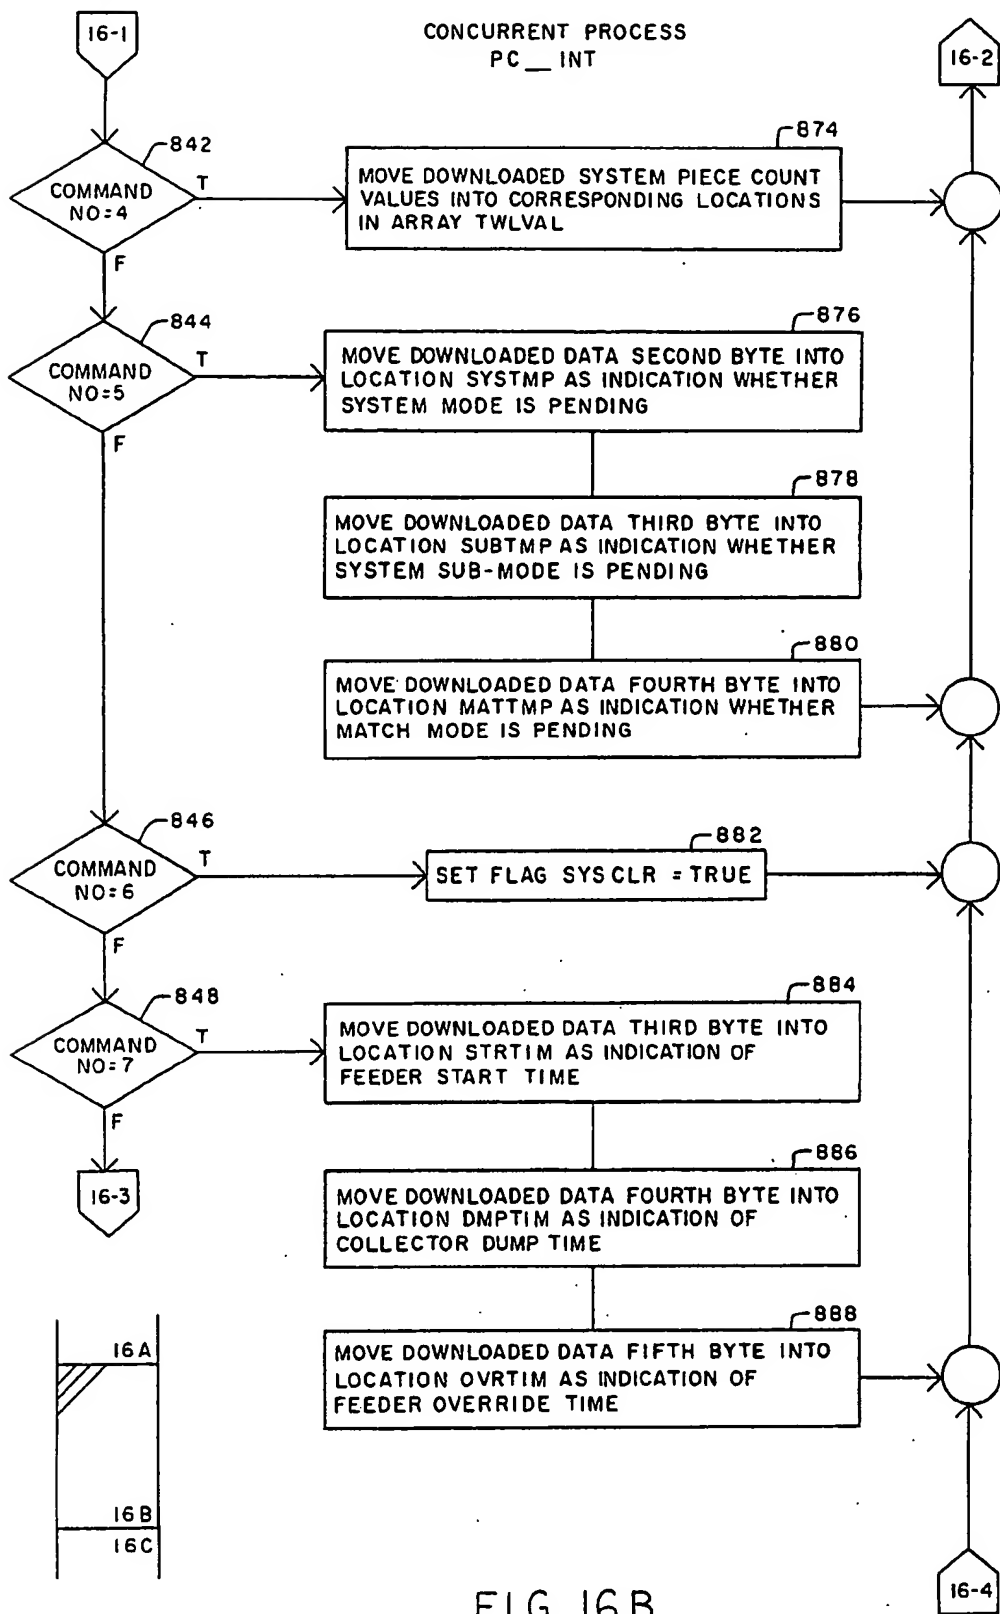 16-1
CONCURRENT PROCESS
PC__INT
16-2
842
COMMAND
NO=4
T
F
874
MOVE DOWNLOADED SYSTEM PIECE COUNT
VALUES INTO CORRESPONDING LOCATIONS
IN ARRAY TWLVAL
844
COMMAND
NO=5
T
F
876
MOVE DOWNLOADED DATA SECOND BYTE INTO
LOCATION SYSTMP AS INDICATION WHETHER
SYSTEM MODE IS PENDING
878
MOVE DOWNLOADED DATA THIRD BYTE INTO
LOCATION SUBTMP AS INDICATION WHETHER
SYSTEM SUB-MODE IS PENDING
880
MOVE DOWNLOADED DATA FOURTH BYTE INTO
LOCATION MATTMP AS INDICATION WHETHER
MATCH MODE IS PENDING
846
COMMAND
NO=6
T
F
882
SET FLAG SYSCLR = TRUE
848
COMMAND
NO=7
T
F
884
MOVE DOWNLOADED DATA THIRD BYTE INTO
LOCATION STRTIM AS INDICATION OF
FEEDER START TIME
16-3
886
MOVE DOWNLOADED DATA FOURTH BYTE INTO
LOCATION DMPTIM AS INDICATION OF
COLLECTOR DUMP TIME
888
MOVE DOWNLOADED DATA FIFTH BYTE INTO
LOCATION OVRTIM AS INDICATION OF
FEEDER OVERRIDE TIME
16A
16B
16C
16-4
FIG. 16B